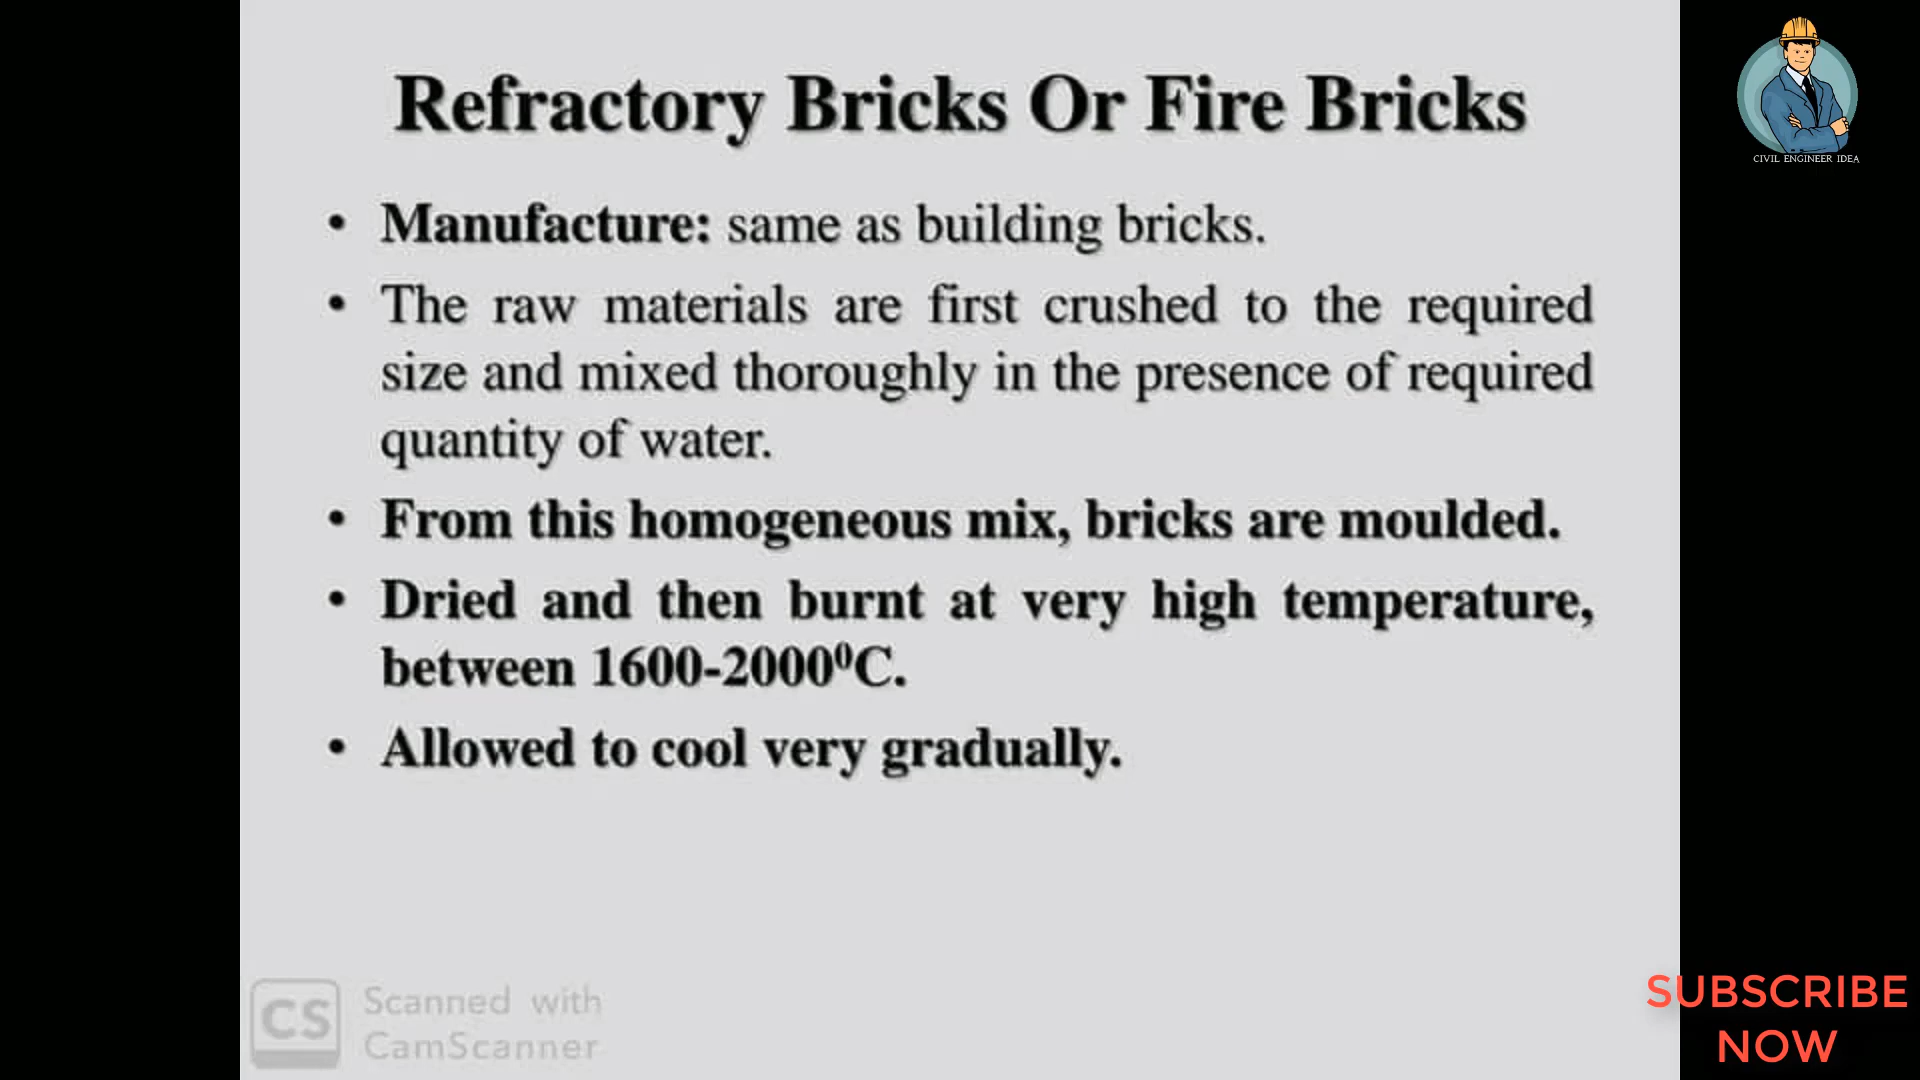 Refractory Bricks Or Fire Bricks
• Manufacture: same as building bricks.
• The raw materials are first crushed to the required
size and mixed thoroughly in the presence of required
quantity of water.
• From this homogeneous mix, bricks are moulded.
• Dried and then burnt at very high temperature,
between 1600-2000⁰C.
• Allowed to cool very gradually.
CIVIL ENGINEER IDEA
CS Scanned with
CamScanner
SUBSCRIBE
NOW